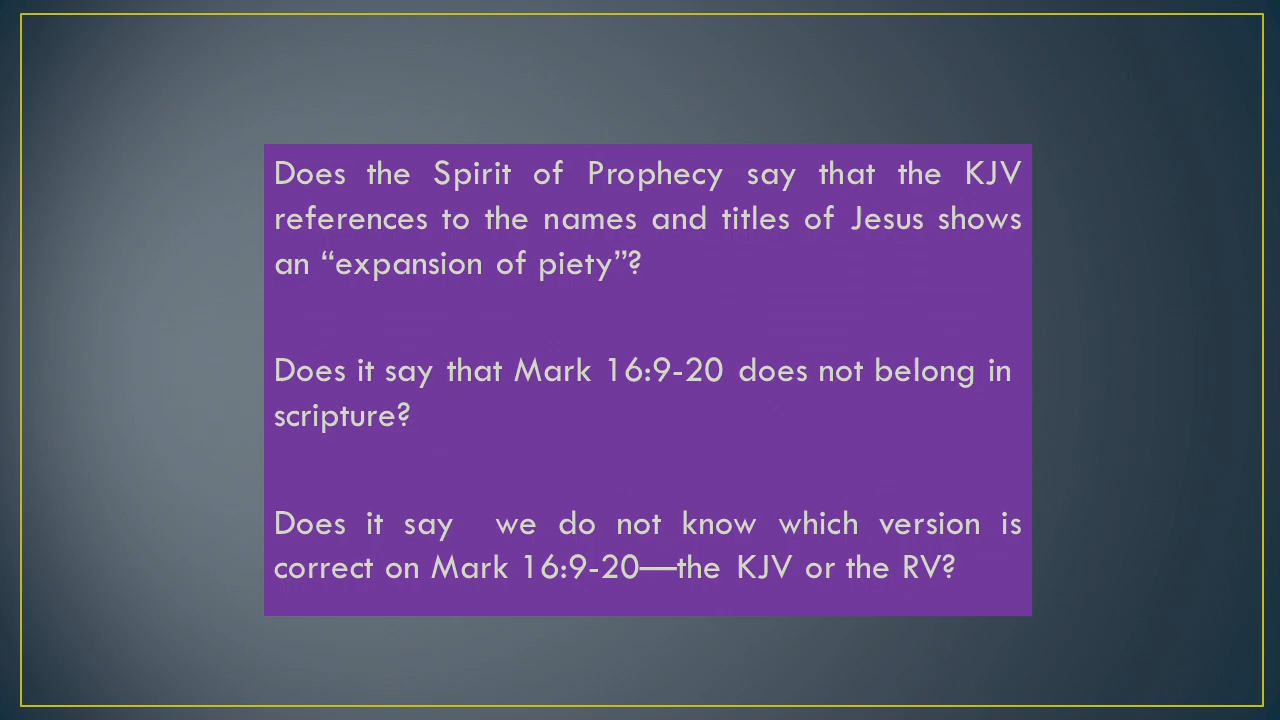 Does the Spirit of Prophecy say that the KJV
references to the names and titles of Jesus shows
an “expansion of piety”?
Does it say that Mark 16:9-20 does not belong in
scripture?
Does it say we do not know which version is
correct on Mark 16:9-20—the KJV or the RV?